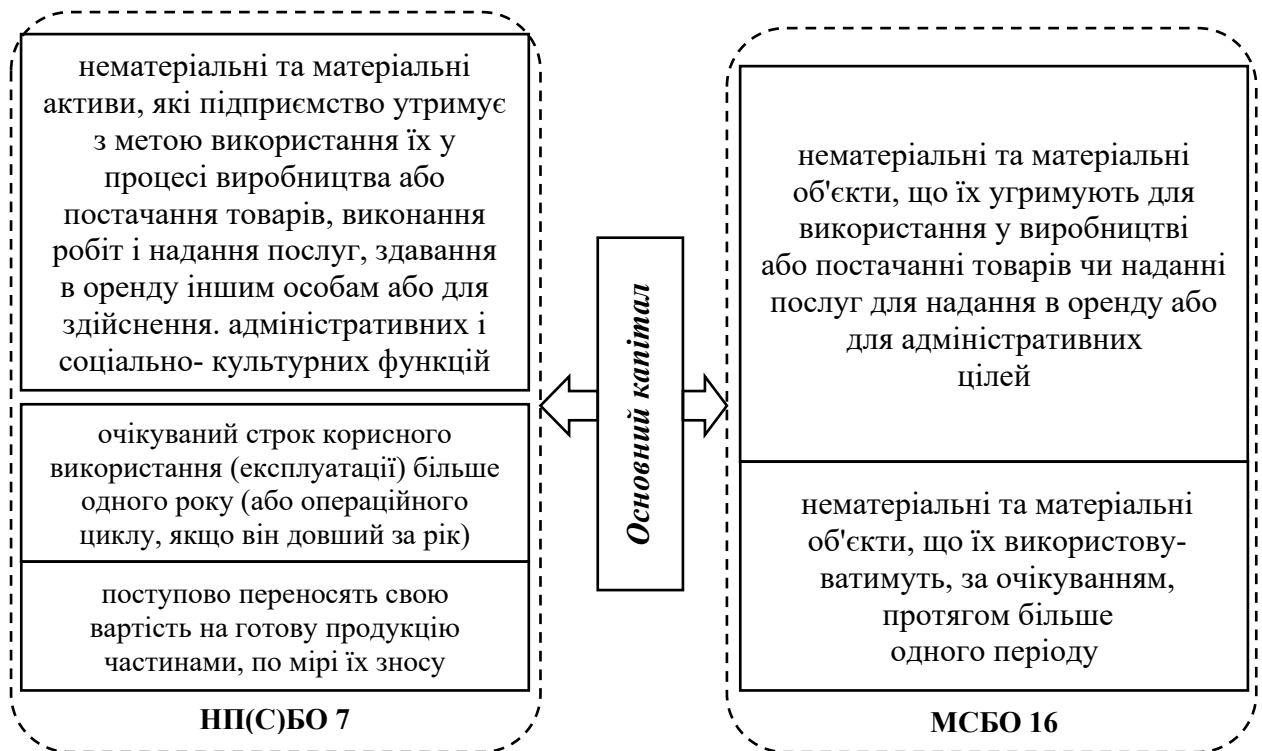 нематеріальні та матеріальні
активи, які підприємство утримує
з метою використання їх у
процесі виробництва або
постачання товарів, виконання
робіт і надання послуг, здавання
в оренду іншим особам або для
здійснення. адміністративних і
соціально- культурних функцій
очікуваний строк корисного
використання (експлуатації) більше
одного року (або операційного
циклу, якщо він довший за рік)
поступово переносять свою
вартість на готову продукцію
частинами, по мірі їх зносу
НП(С)БО 7
Основний капітал
нематеріальні та матеріальні
об'єкти, що їх угримують для
використання у виробництві
або постачанні товарів чи наданні
послуг для надання в оренду або
для адміністративних
цілей
нематеріальні та матеріальні
об'єкти, що їх використову-
ватимуть, за очікуванням,
протягом більше
одного періоду
МСБО 16